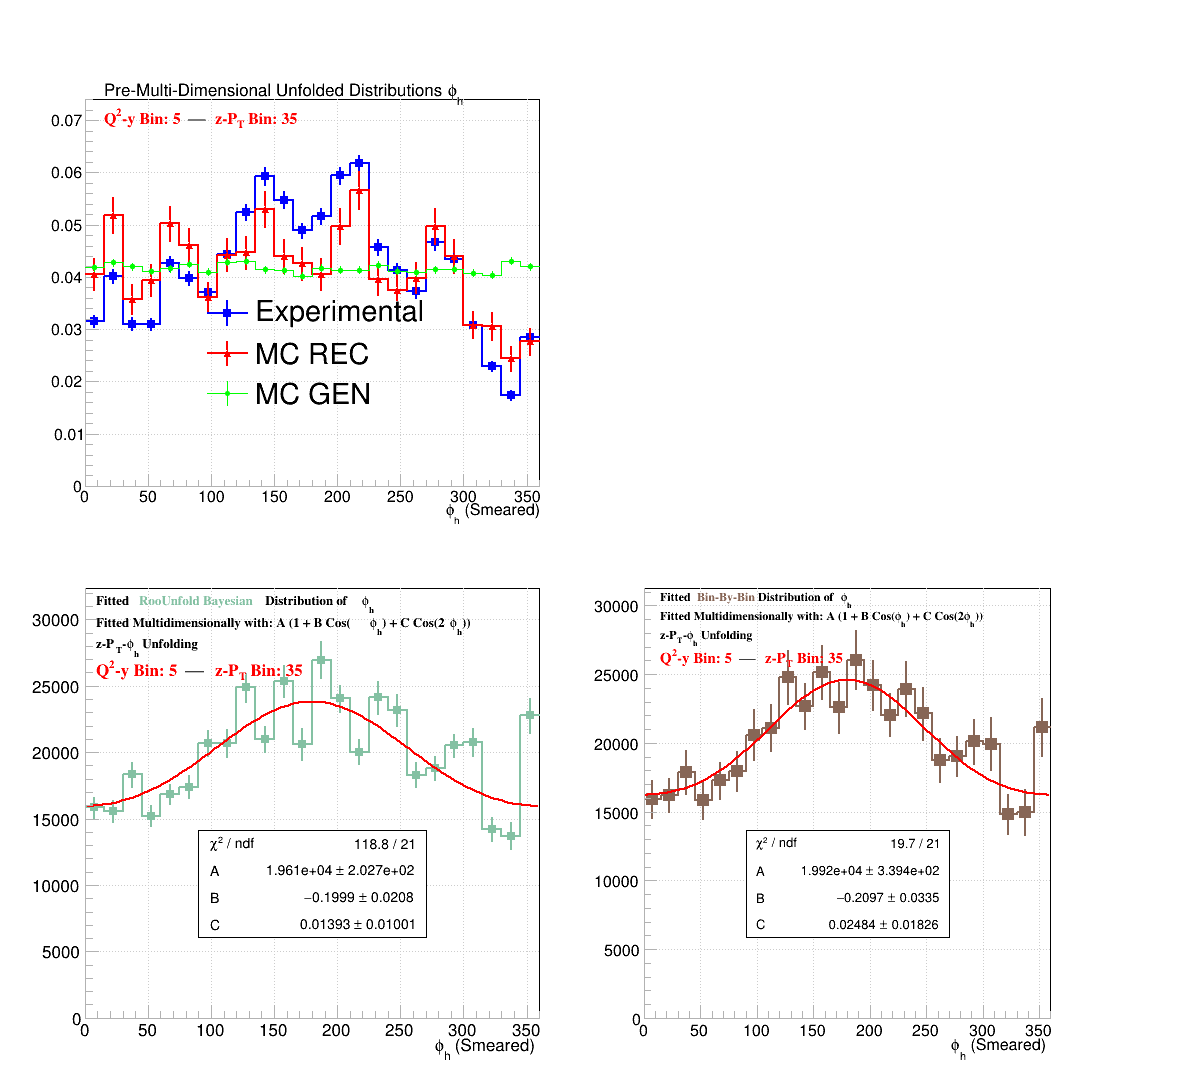 Pre-Multi-Dimensional Unfolded Distributions ϕh
Q2-y Bin: 5 — z-PT Bin: 35
0.07
0.06
0.05
0.04
0.03
0.02
0.01
0
Experimental
MC REC
MC GEN
0 50 100 150 200 250 300 350
ϕh (Smeared)
Fitted RooUnfold Bayesian Distribution of ϕh
Fitted Multidimensionally with: A (1 + B Cos(ϕh) + C Cos(2 ϕh))
z-PT-ϕh Unfolding
Q2-y Bin: 5 — z-PT Bin: 35
30000
25000
20000
15000
10000
5000
0
χ2 / ndf 118.8 / 21
A 1.961e+04 ± 2.027e+02
B −0.1999 ± 0.0208
C 0.01393 ± 0.01001
0 50 100 150 200 250 300 350
ϕh (Smeared)
Fitted Bin-By-Bin Distribution of ϕh
Fitted Multidimensionally with: A (1 + B Cos(ϕh) + C Cos(2ϕh))
z-PT-ϕh Unfolding
Q2-y Bin: 5 — z-PT Bin: 35
30000
25000
20000
15000
10000
5000
0
χ2 / ndf 19.7 / 21
A 1.992e+04 ± 3.394e+02
B −0.2097 ± 0.0335
C 0.02484 ± 0.01826
0 50 100 150 200 250 300 350
ϕh (Smeared)